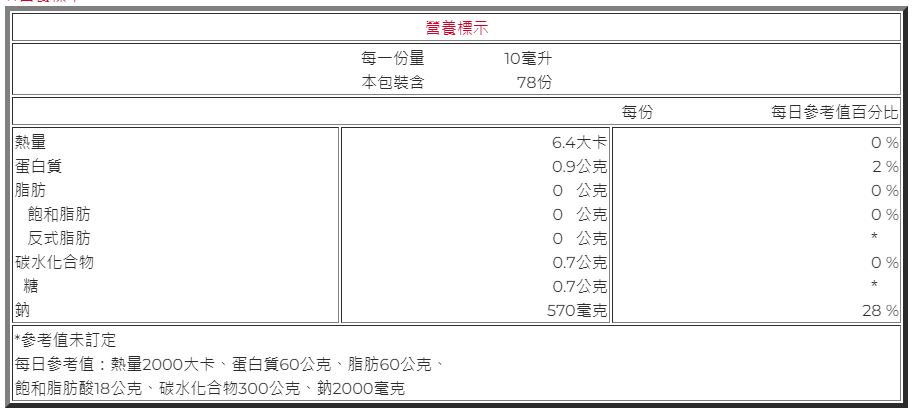 營養標示
每一份量 10毫升
本包裝含 78份
每份 每日參考值百分比
熱量 6.4大卡 0 %
蛋白質 0.9公克 2 %
脂肪 0 公克 0 %
飽和脂肪 0 公克 0 %
反式脂肪 0 公克 *
碳水化合物 0.7公克 0 %
糖 0.7公克 *
鈉 570毫克 28 %
*參考值未訂定
每日參考值：熱量2000大卡、蛋白質60公克、脂肪60公克、
飽和脂肪酸18公克、碳水化合物300公克、鈉2000毫克